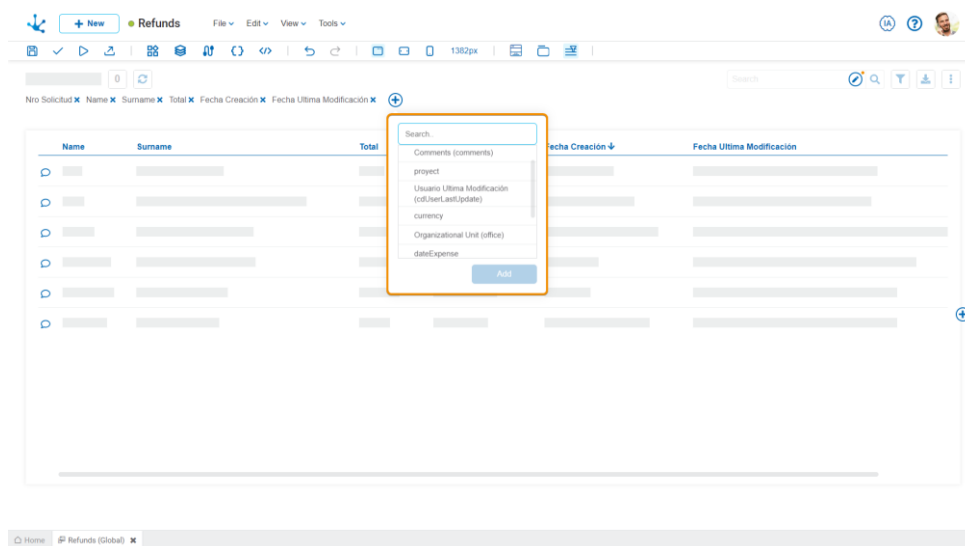 + New Refunds File Edit View Tools IA ?
1382px
0 Search
Nro Solicitud × Name × Surname × Total × Fecha Creación × Fecha Ultima Modificación ×
Search..
Name Surname Total Fecha Creación Fecha Ultima Modificación
Comments (comments)
proyect
Usuario Ultima Modificación
(cdUserLastUpdate)
currency
Organizational Unit (office)
dateExpense
Add
Home Refunds (Global) ×